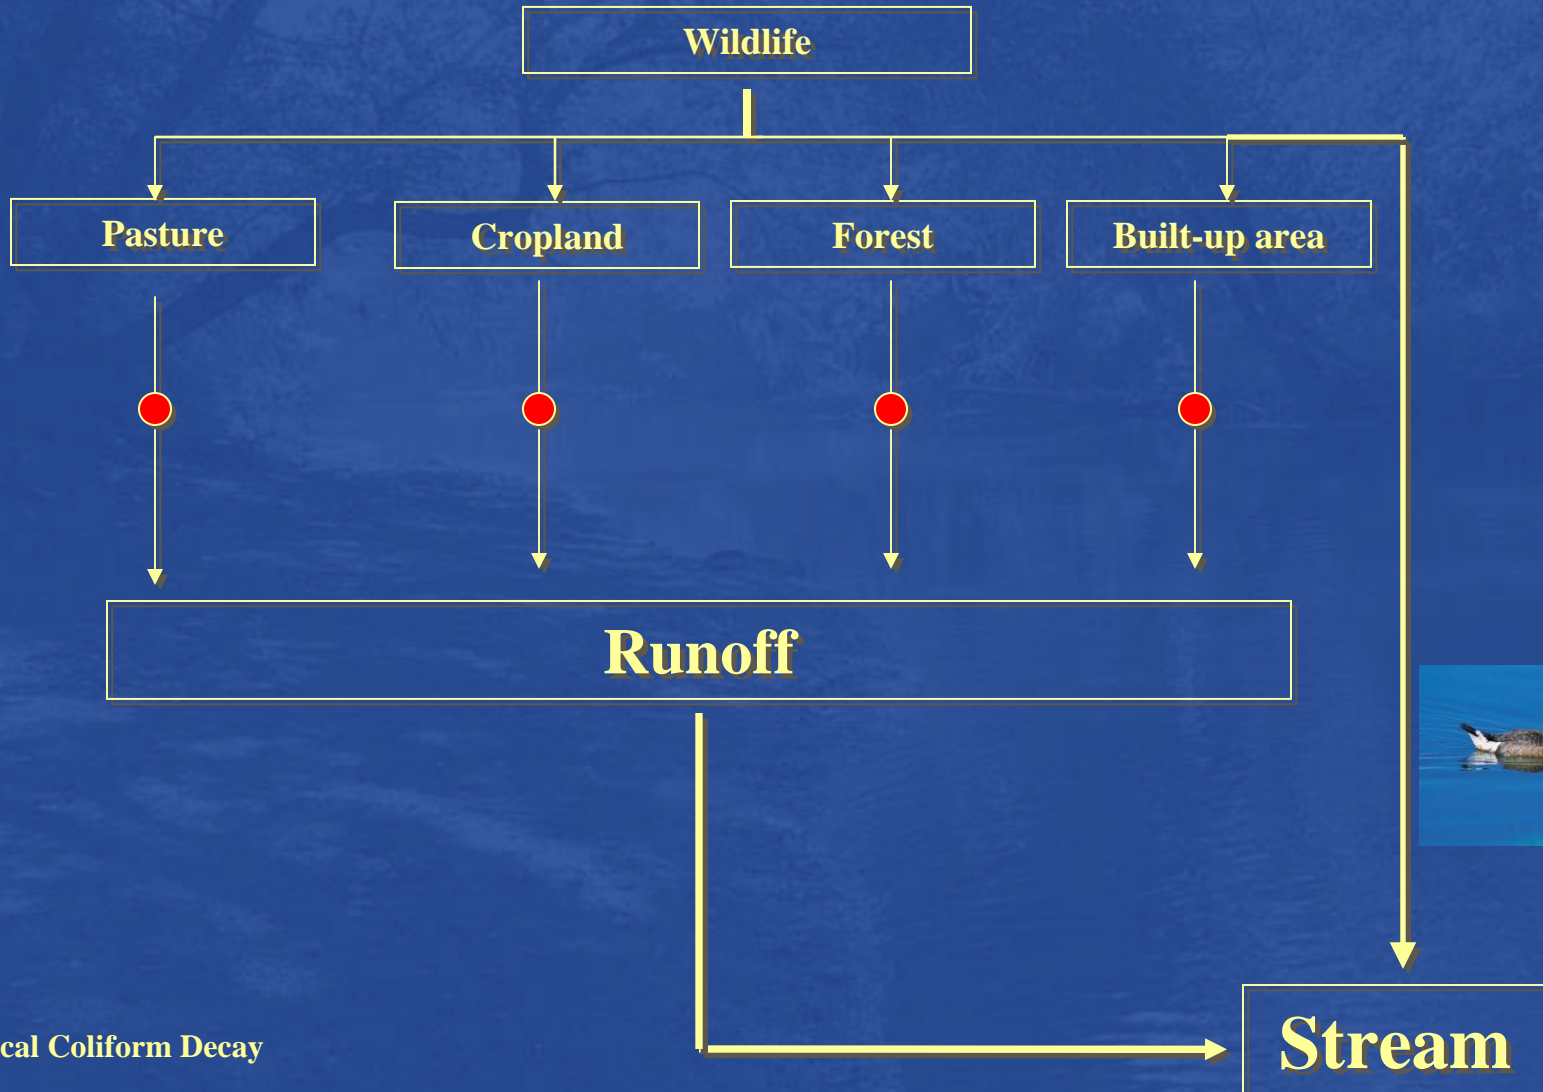 Wildlife
Pasture
Cropland
Forest
Built-up area
Runoff
cal Coliform Decay
Stream